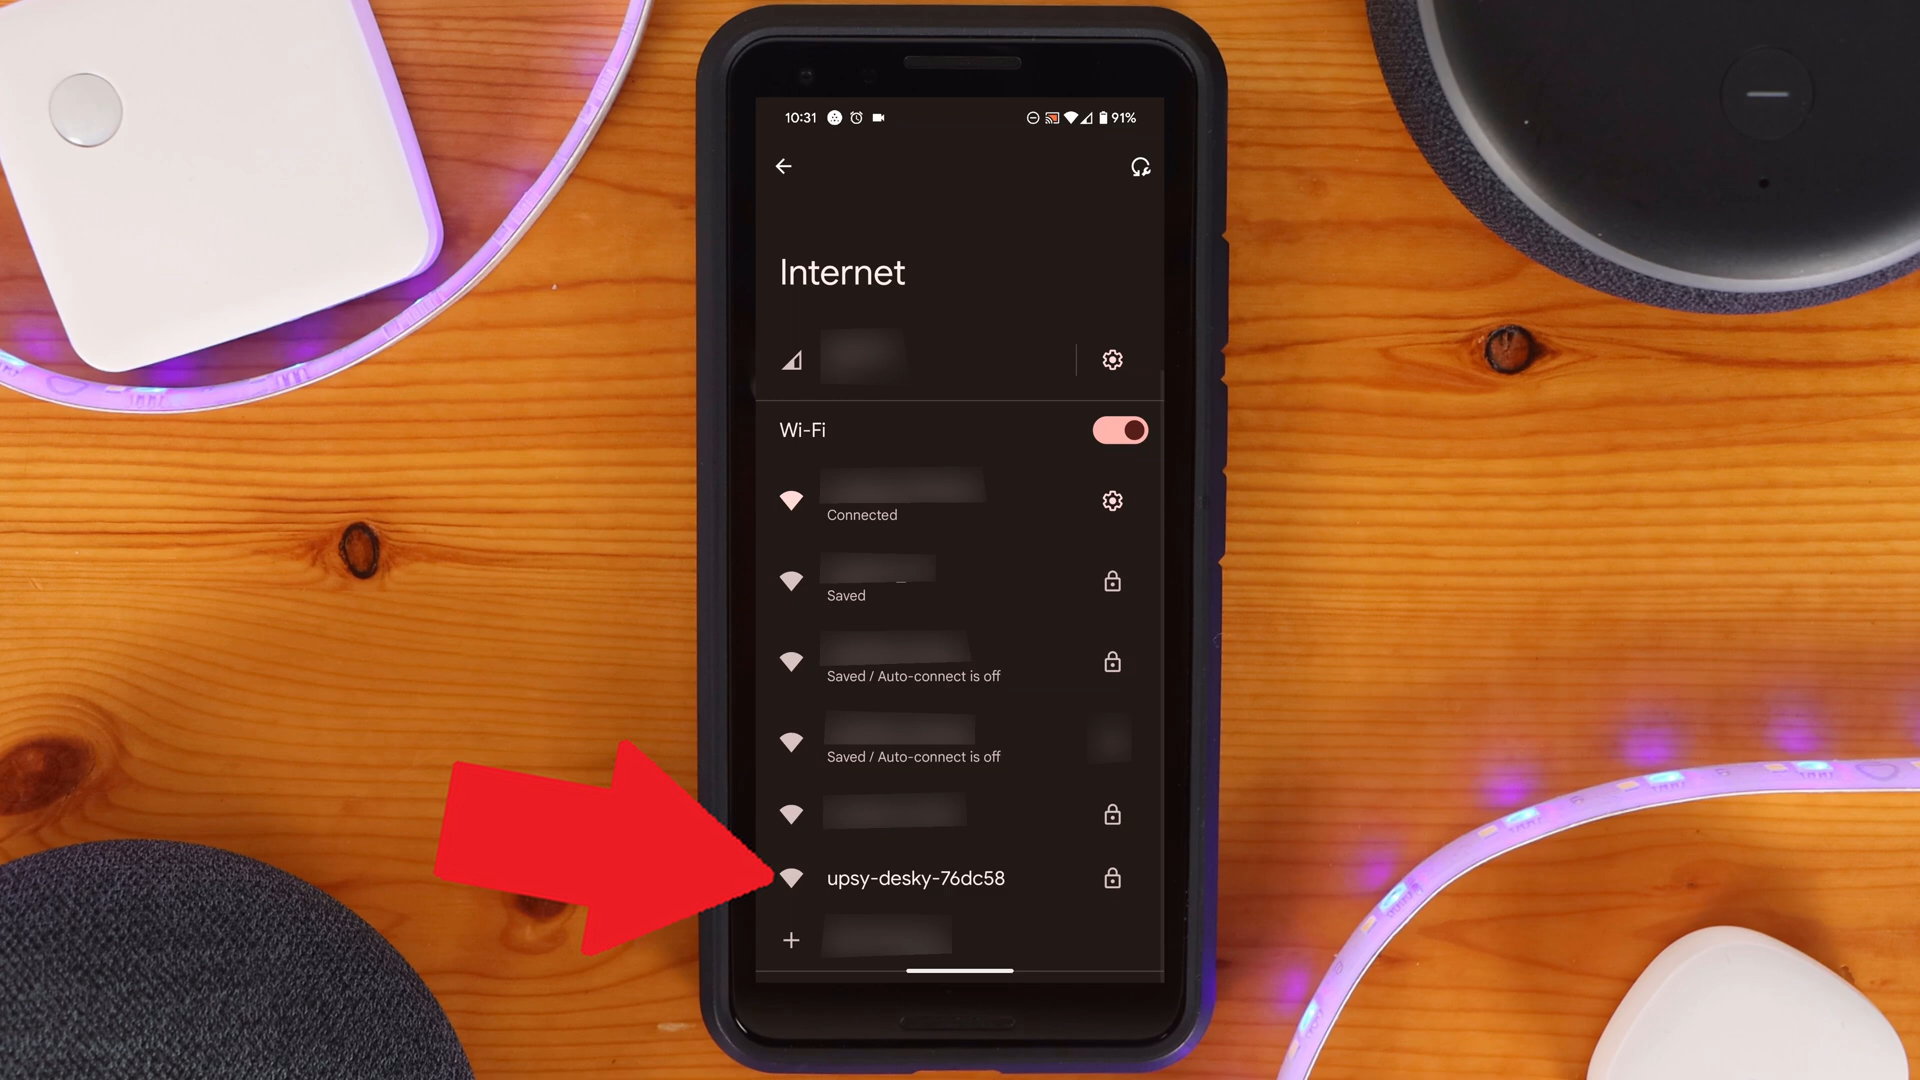 10:31 91%
Internet
Wi-Fi
Connected
Saved
Saved / Auto-connect is off
Saved / Auto-connect is off
upsy-desky-76dc58